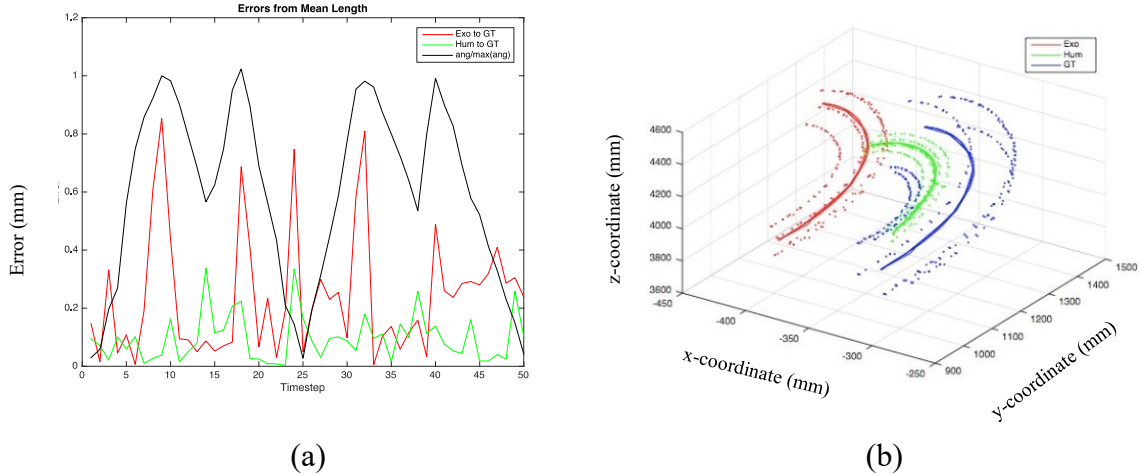 Errors from Mean Length
1.2
1
0.8
0.6
0.4
0.2
0
Error (mm)
Exo to GT
Hum to GT
ang/max(ang)
0 5 10 15 20 25 30 35 40 45 50
Timestep
(a)
Exo
Hum
GT
4600
4400
4200
4000
3800
3600
z-coordinate (mm)
-450 -400 -350 -300 -250
x-coordinate (mm)
900 1000 1100 1200 1300 1400 1500
y-coordinate (mm)
(b)